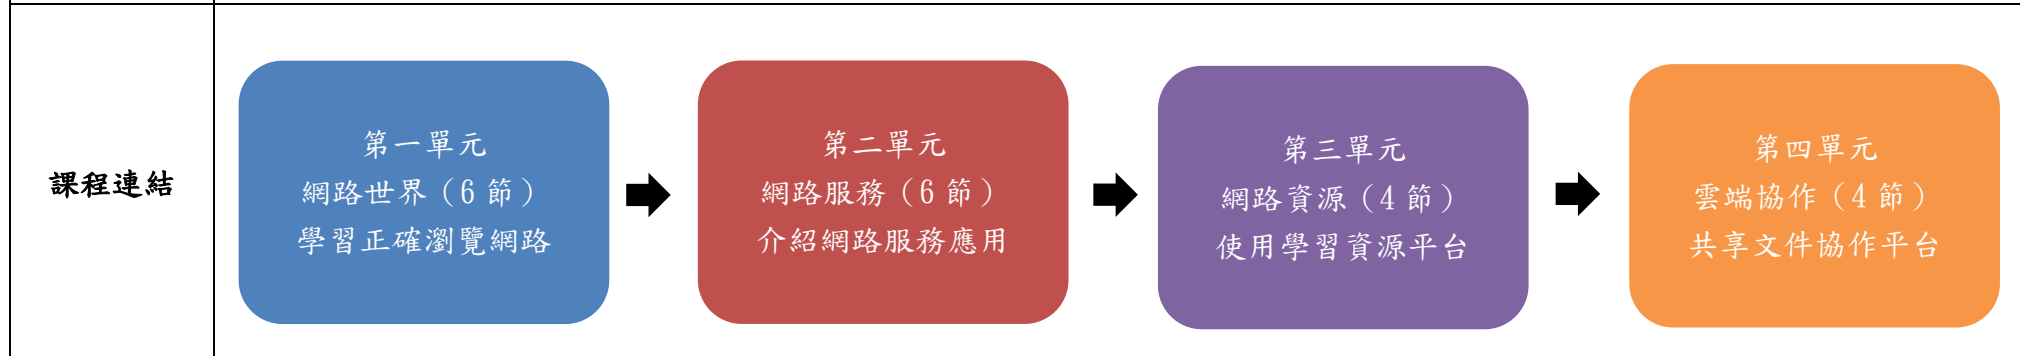 課程連結
第一單元
網路世界（6 節）
學習正確瀏覽網路
第二單元
網路服務（6 節）
介紹網路服務應用
第三單元
網路資源（4 節）
使用學習資源平台
第四單元
雲端協作（4 節）
共享文件協作平台